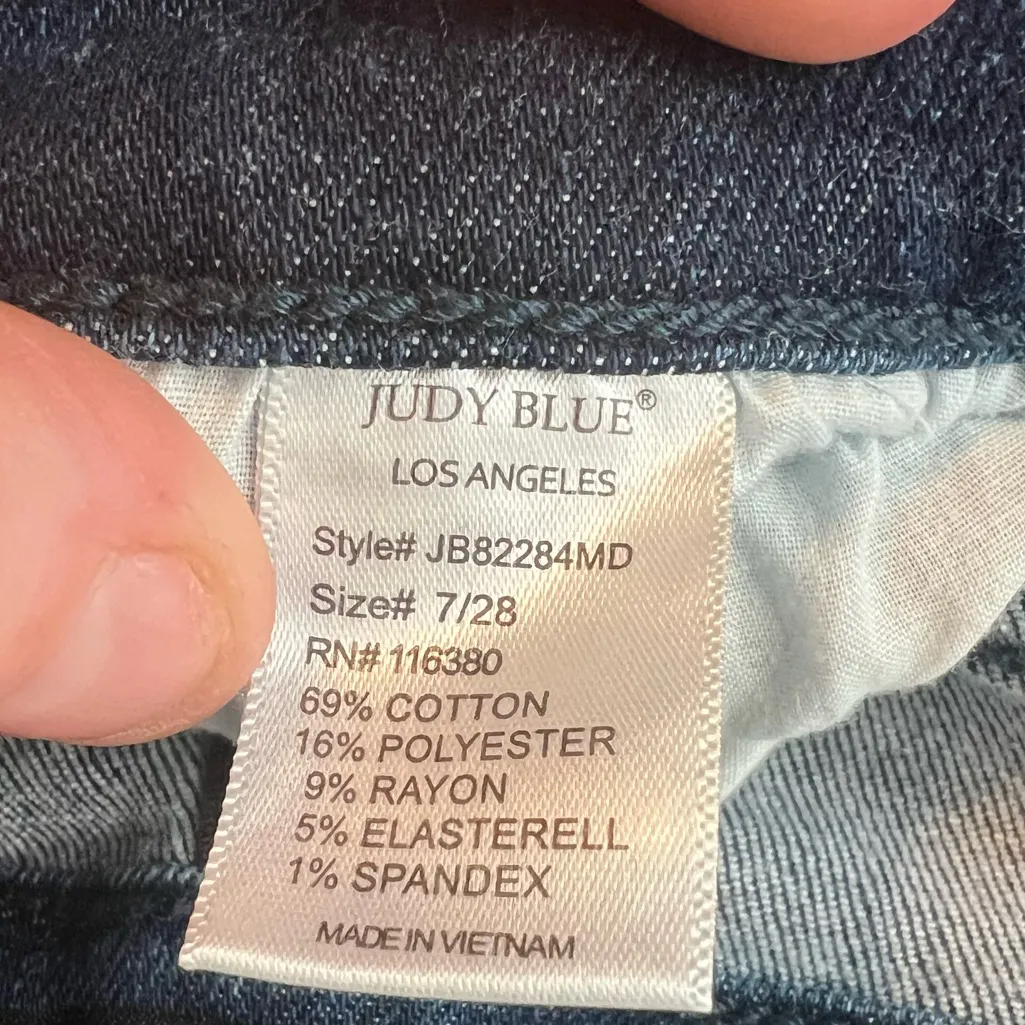 JUDY BLUE®
LOS ANGELES
Style# JB82284MD
Size# 7/28
RN# 116380
69% COTTON
16% POLYESTER
9% RAYON
5% ELASTERELL
1% SPANDEX
MADE IN VIETNAM